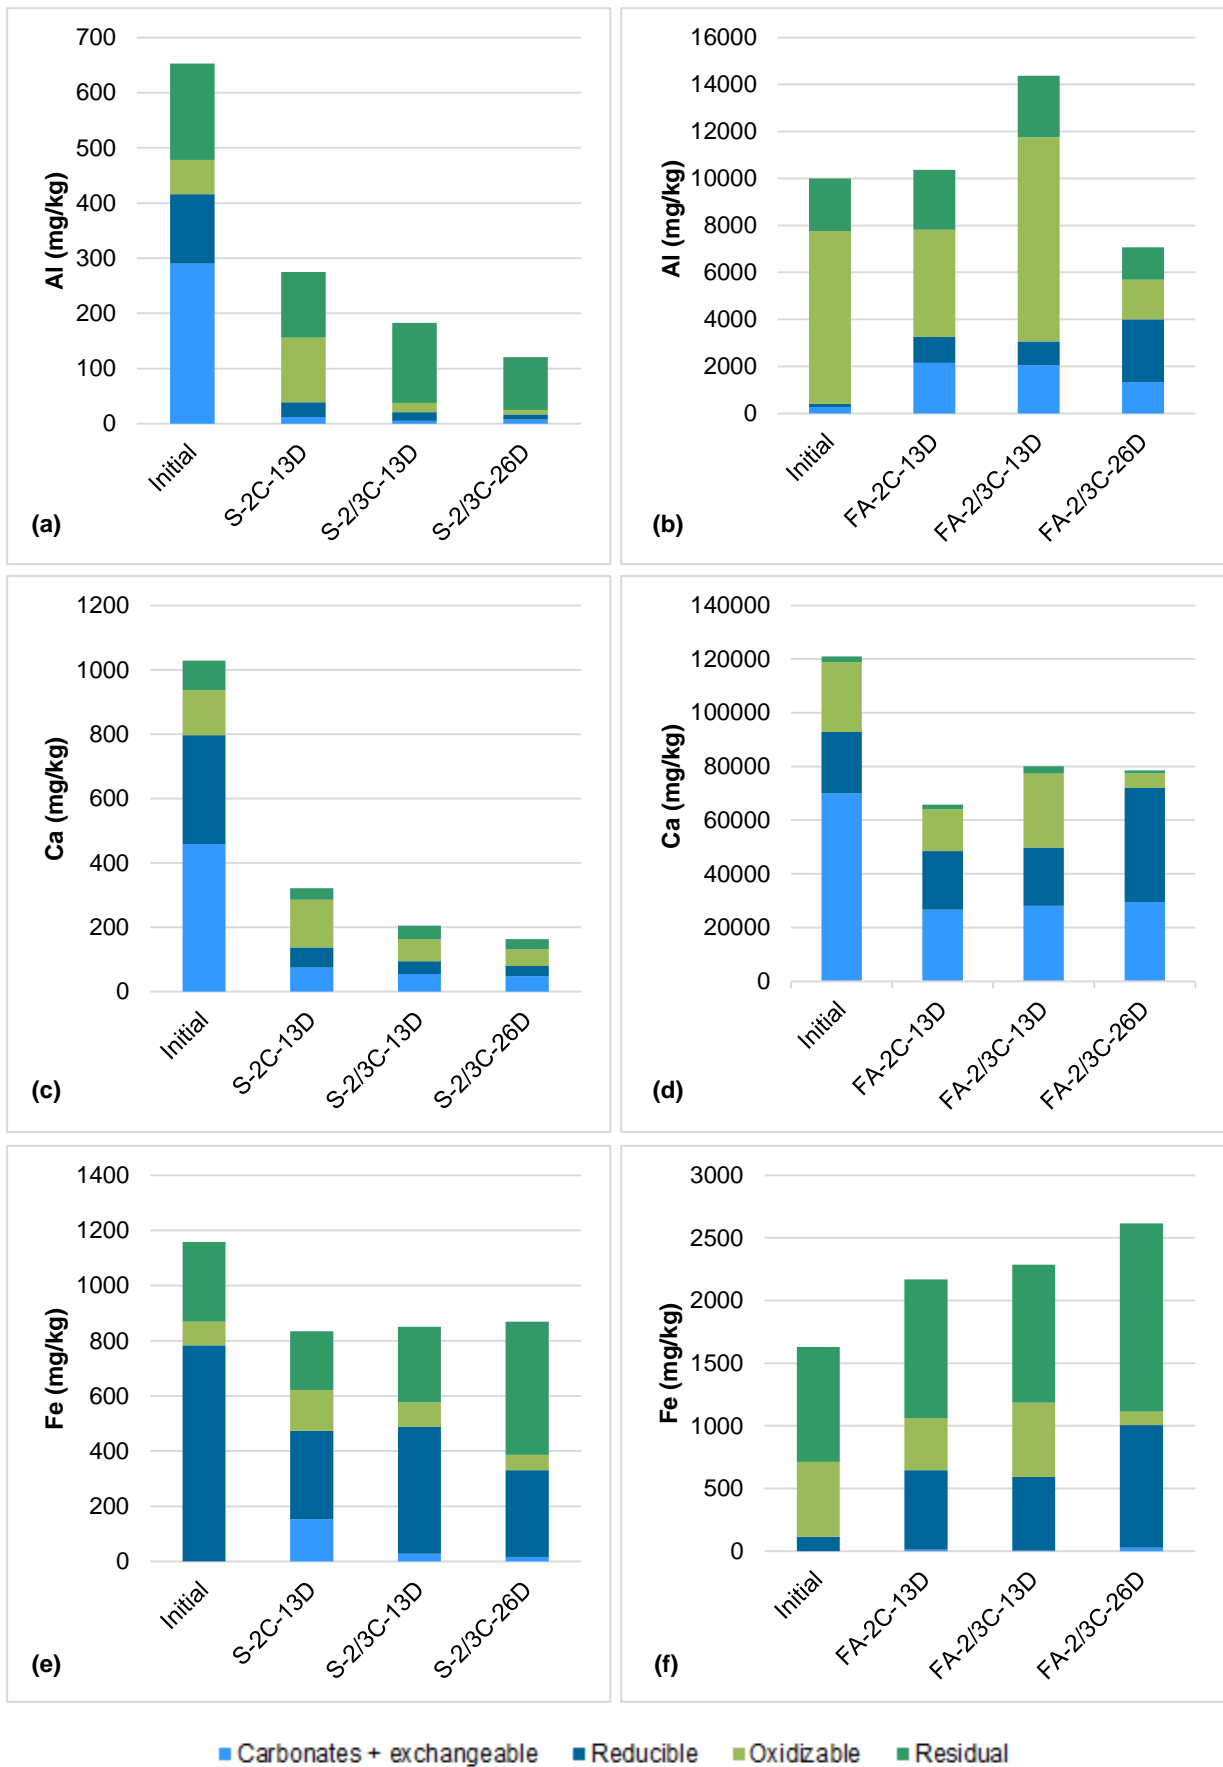 700
600
500
400
300
200
100
0
Al (mg/kg)
Initial
S-2C-13D
S-2/3C-13D
S-2/3C-26D
(a)
16000
14000
12000
10000
8000
6000
4000
2000
0
Al (mg/kg)
Initial
FA-2C-13D
FA-2/3C-13D
FA-2/3C-26D
(b)
1200
1000
800
600
400
200
0
Ca (mg/kg)
Initial
S-2C-13D
S-2/3C-13D
S-2/3C-26D
(c)
140000
120000
100000
80000
60000
40000
20000
0
Ca (mg/kg)
Initial
FA-2C-13D
FA-2/3C-13D
FA-2/3C-26D
(d)
1400
1200
1000
800
600
400
200
0
Fe (mg/kg)
Initial
S-2C-13D
S-2/3C-13D
S-2/3C-26D
(e)
3000
2500
2000
1500
1000
500
0
Fe (mg/kg)
Initial
FA-2C-13D
FA-2/3C-13D
FA-2/3C-26D
(f)
Carbonates + exchangeable Reducible Oxidizable Residual